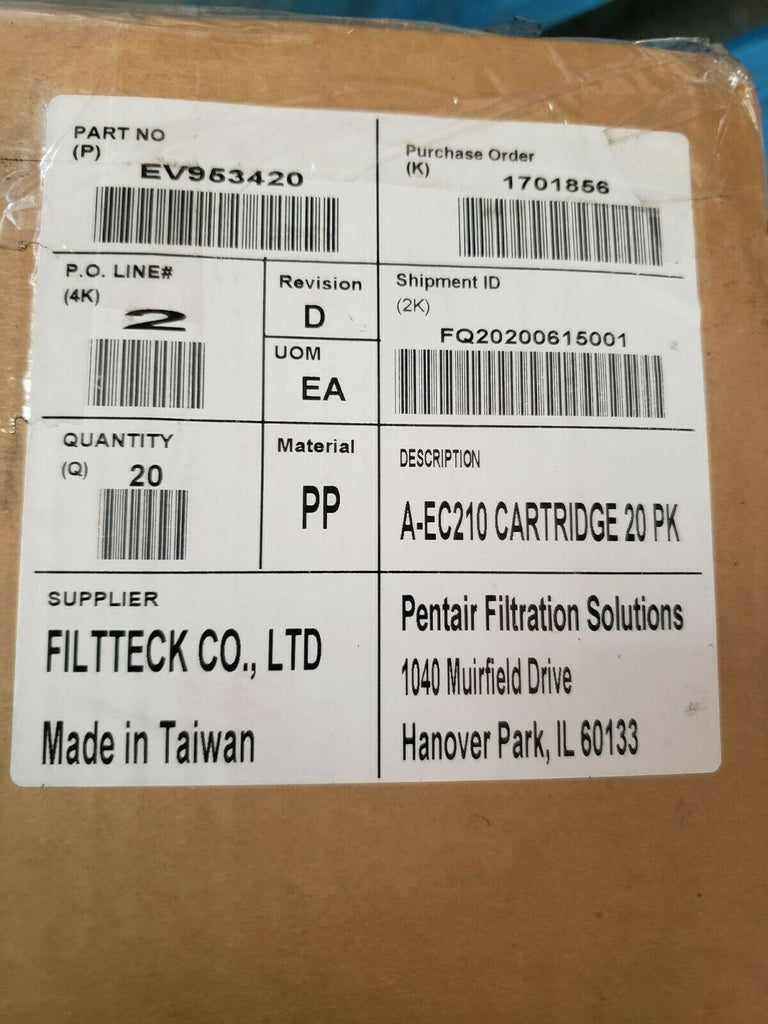 PART NO
(P)
EV953420
Purchase Order
(K)
1701856
P.O. LINE#
(4K)
2
Revision
D
UOM
EA
Shipment ID
(2K)
FQ20200615001
2
QUANTITY
(Q)
20
Material
PP
DESCRIPTION
A-EC210 CARTRIDGE 20 PK
SUPPLIER
FILTTECK CO., LTD
Made in Taiwan
Pentair Filtration Solutions
1040 Muirfield Drive
Hanover Park, IL 60133